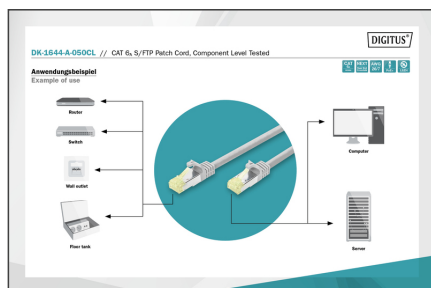 DIGITUS®
DK-1644-A-050CL // CAT 6A S/FTP Patch Cord, Component Level Tested
Anwendungsbeispiel
Example of use
Router
Switch
Wall outlet
Floor tank
Computer
Server